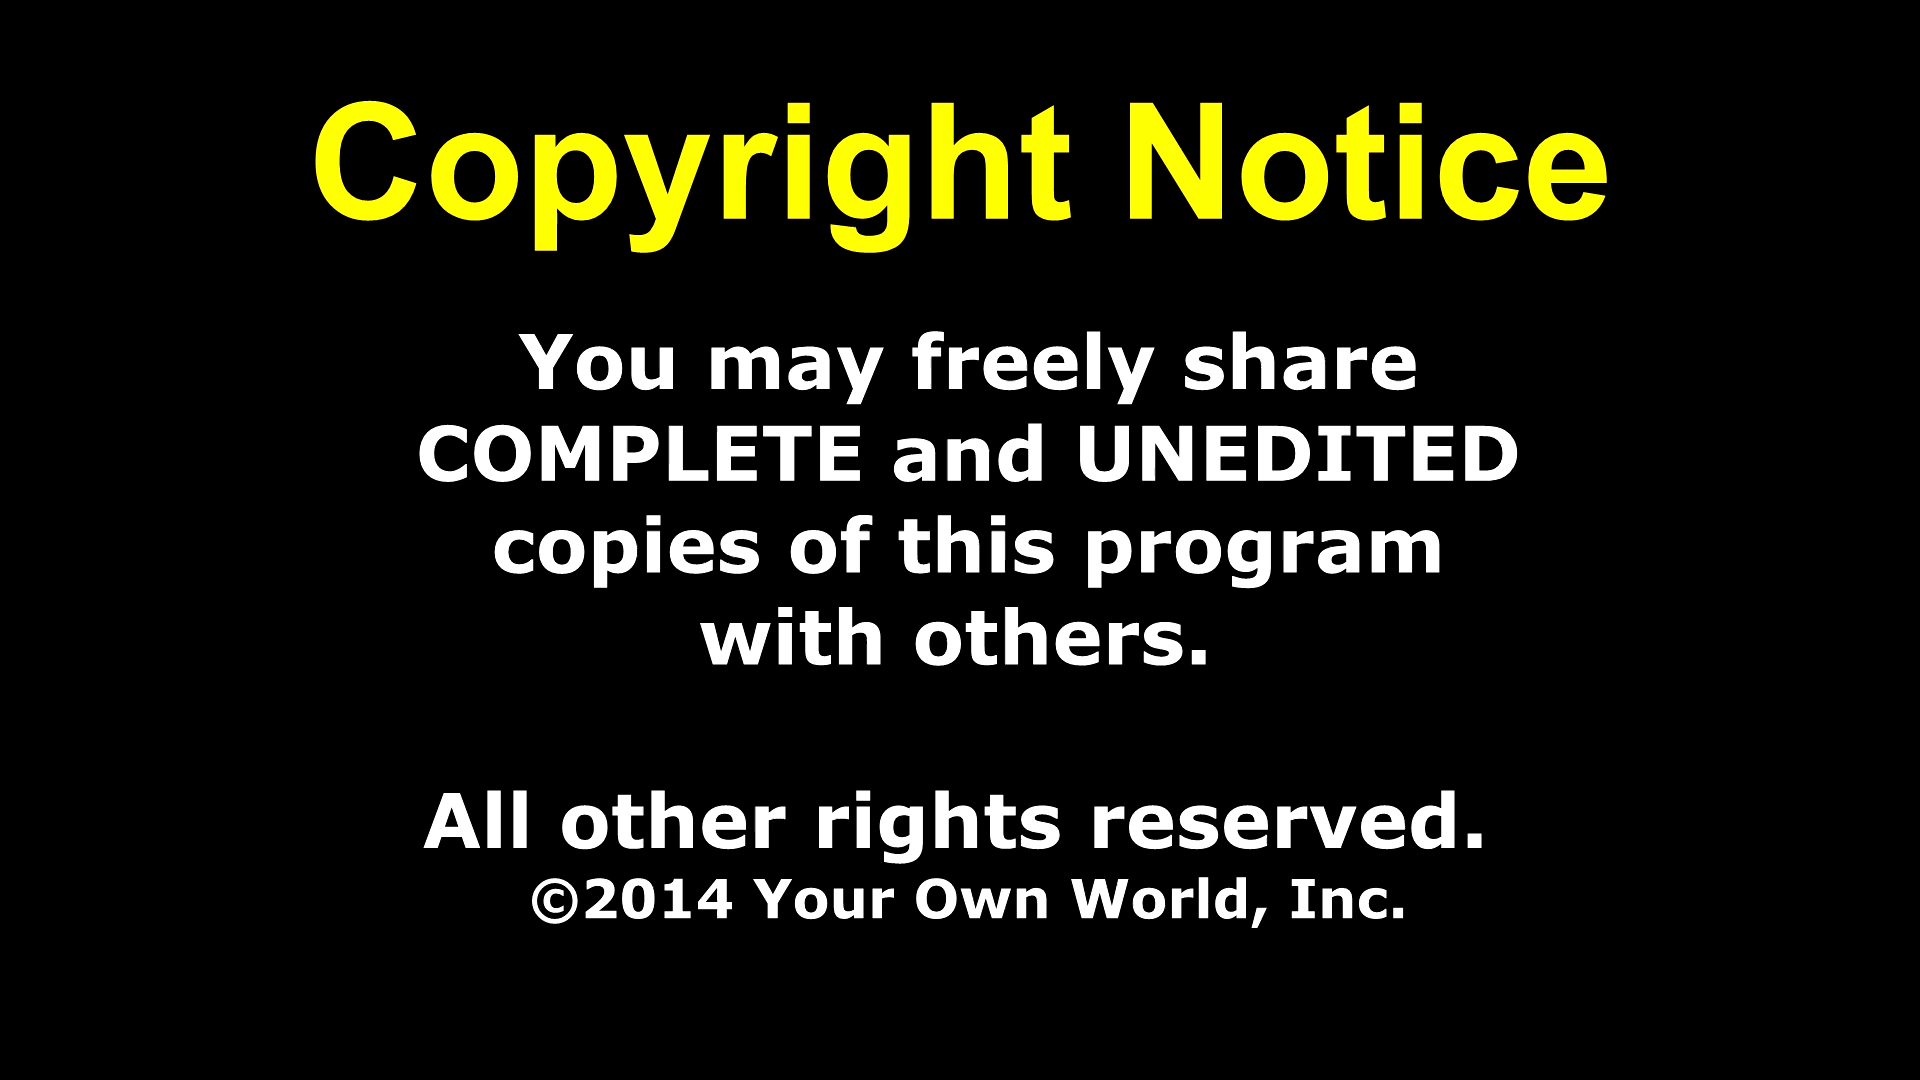 Copyright Notice
You may freely share
COMPLETE and UNEDITED
copies of this program
with others.
All other rights reserved.
©2014 Your Own World, Inc.